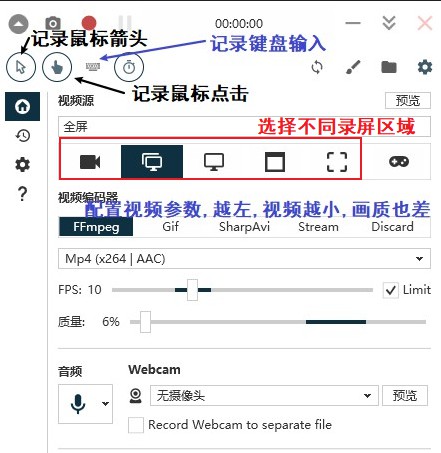 00:00:00
记录鼠标箭头
记录键盘输入
记录鼠标点击
视频源
预览
全屏
选择不同录屏区域
视频编码器
配置视频参数,越左,视频越小,画质也差
FFmpeg Gif SharpAvi Stream Discard
Mp4 (x264 | AAC)
FPS: 10 Limit
质量: 6%
音频
Webcam
无摄像头 预览
Record Webcam to separate file
?